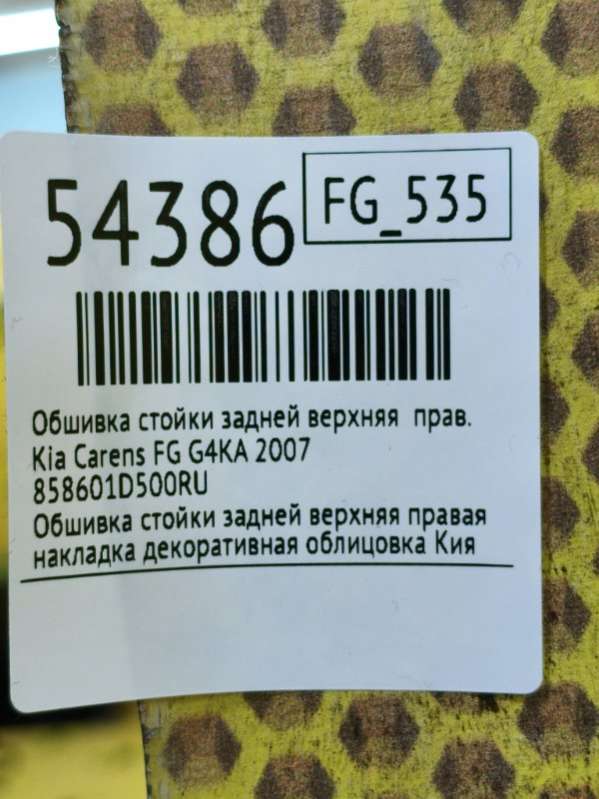 54386 FG_535
Обшивка стойки задней верхняя прав.
Kia Carens FG G4KA 2007
858601D500RU
Обшивка стойки задней верхняя правая
накладка декоративная облицовка Кия